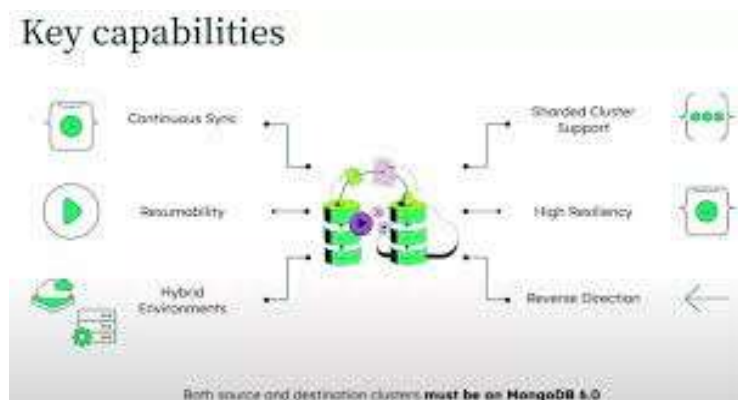 Key capabilities
Continuous Sync
Sharded Cluster
Support
Resumability
High Resiliency
Hybrid
Environments
Reverse Direction
Both source and destination clusters must be on MongoDB 6.0